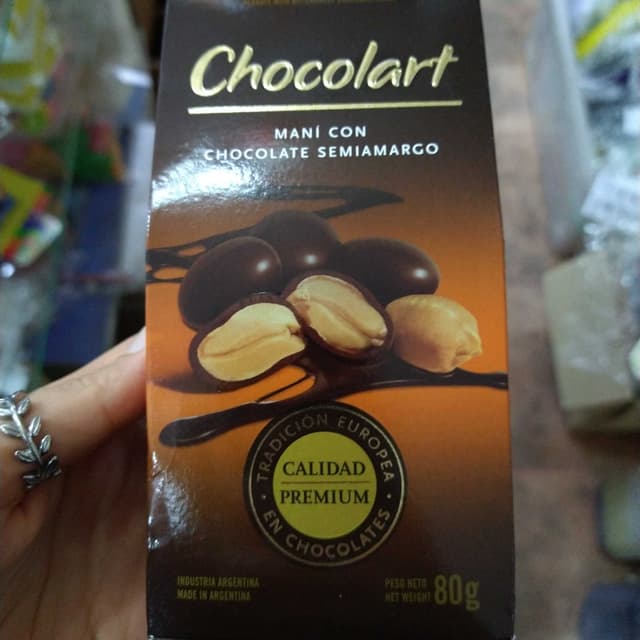 Chocolart
MANÍ CON
CHOCOLATE SEMIAMARGO
TRADICIÓN EUROPEA
CALIDAD
PREMIUM
EN CHOCOLATES
INDUSTRIA ARGENTINA
MADE IN ARGENTINA
PESO NETO
NET WEIGHT 80g